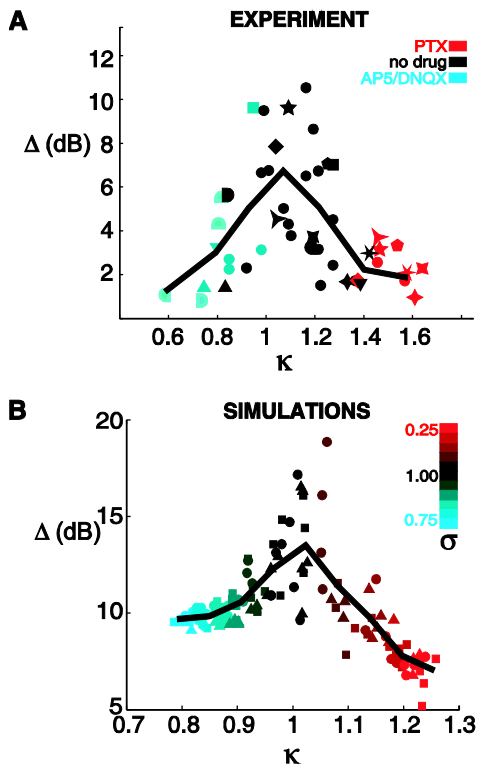 A
EXPERIMENT
PTX
no drug
AP5/DNQX
Δ (dB)
12
10
8
6
4
2
0.6 0.8 1 1.2 1.4 1.6
κ
B
SIMULATIONS
0.25
1.00
0.75
σ
Δ (dB)
20
15
10
5
0.7 0.8 0.9 1 1.1 1.2 1.3
κ